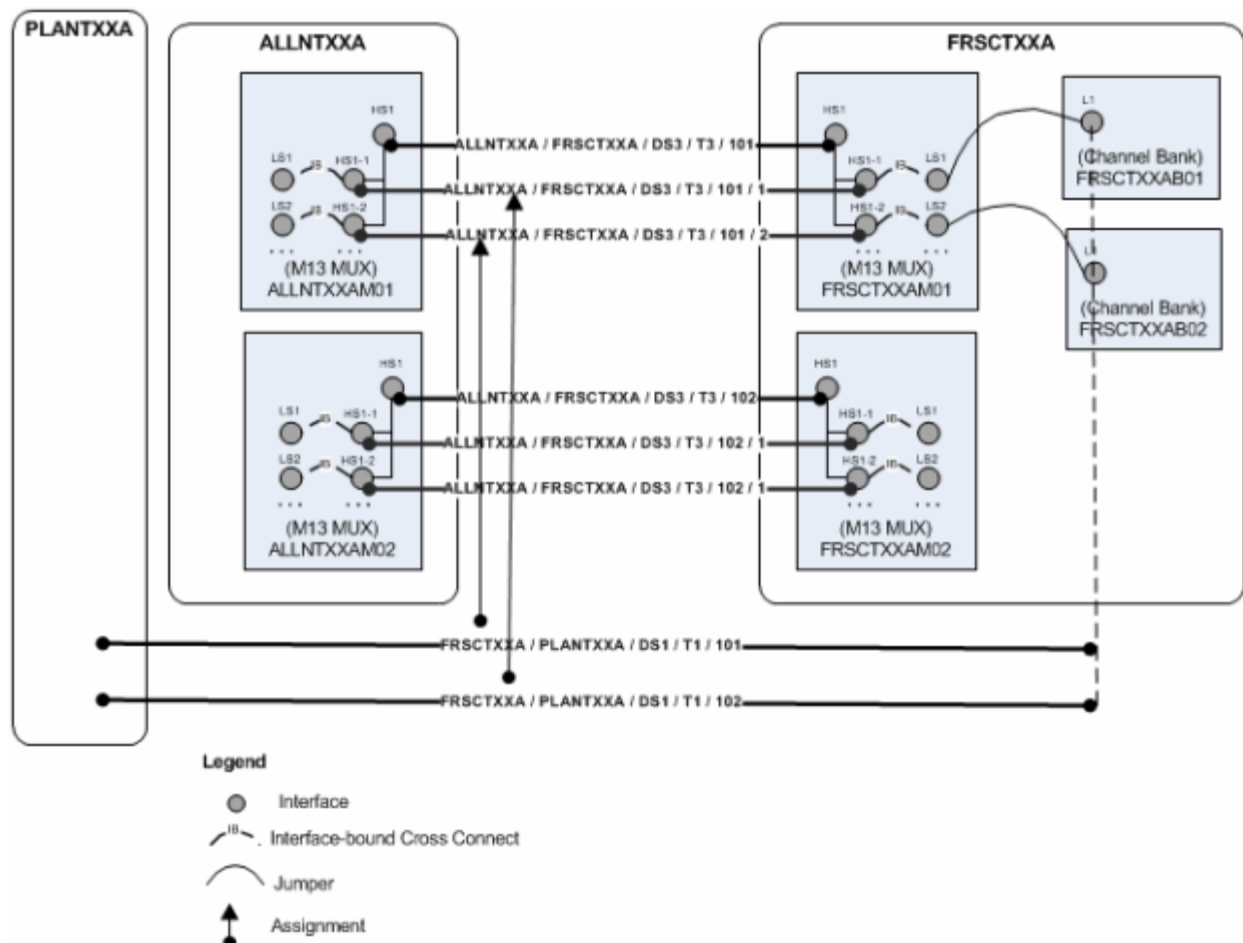 PLANTXXA
ALLNTXXA
FRSCTXXA
HS1
LS1
IB
HS1-1
LS2
IB
HS1-2
... ...
(M13 MUX)
ALLNTXXAM01
ALLNTXXA / FRSCTXXA / DS3 / T3 / 101
ALLNTXXA / FRSCTXXA / DS3 / T3 / 101 / 1
ALLNTXXA / FRSCTXXA / DS3 / T3 / 101 / 2
HS1
HS1-1
IB
LS1
HS1-2
IB
LS2
... ...
(M13 MUX)
FRSCTXXAM01
L1
(Channel Bank)
FRSCTXXAB01
(Channel Bank)
FRSCTXXAB02
HS1
LS1
IB
HS1-1
LS2
IB
HS1-2
... ...
(M13 MUX)
ALLNTXXAM02
ALLNTXXA / FRSCTXXA / DS3 / T3 / 102
ALLNTXXA / FRSCTXXA / DS3 / T3 / 102 / 1
ALLNTXXA / FRSCTXXA / DS3 / T3 / 102 / 1
HS1
HS1-1
IB
LS1
HS1-2
IB
LS2
... ...
(M13 MUX)
FRSCTXXAM02
FRSCTXXA / PLANTXXA / DS1 / T1 / 101
FRSCTXXA / PLANTXXA / DS1 / T1 / 102
Legend
Interface
IB
Interface-bound Cross Connect
Jumper
Assignment